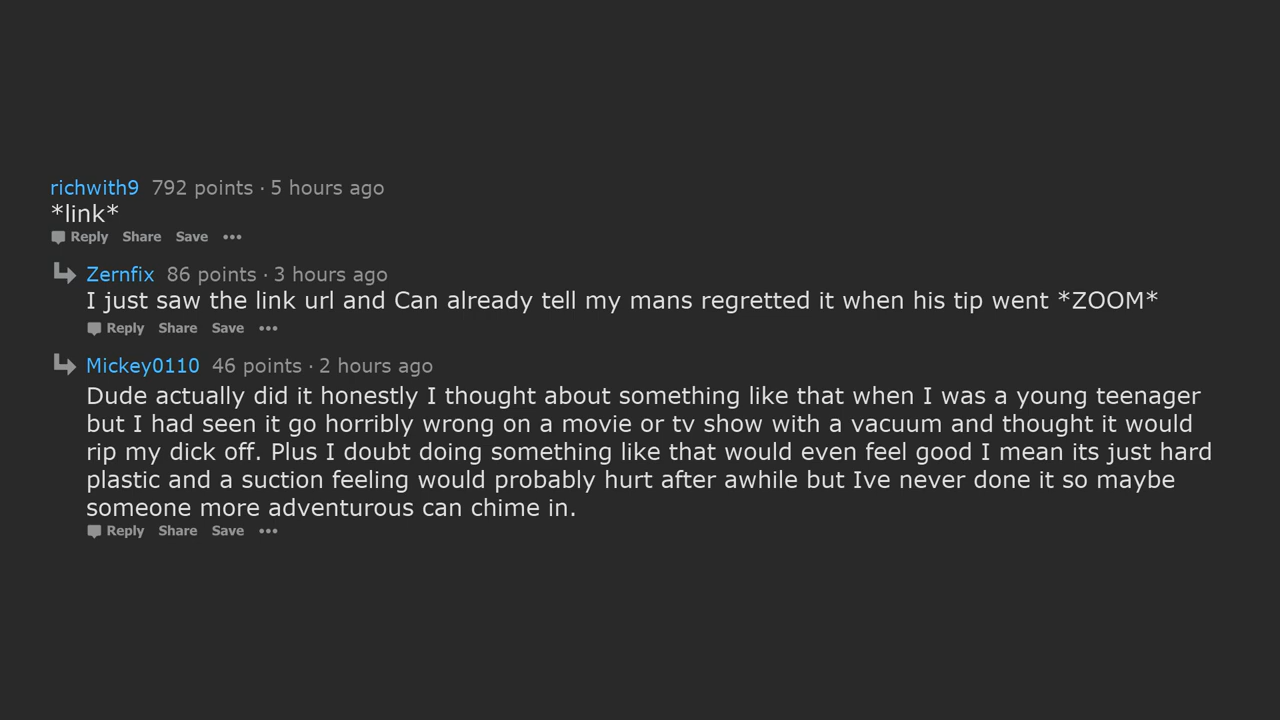 richwith9 792 points · 5 hours ago
*link*
Reply Share Save •••
Zernfix 86 points · 3 hours ago
I just saw the link url and Can already tell my mans regretted it when his tip went *ZOOM*
Reply Share Save •••
Mickey0110 46 points · 2 hours ago
Dude actually did it honestly I thought about something like that when I was a young teenager
but I had seen it go horribly wrong on a movie or tv show with a vacuum and thought it would
rip my dick off. Plus I doubt doing something like that would even feel good I mean its just hard
plastic and a suction feeling would probably hurt after awhile but Ive never done it so maybe
someone more adventurous can chime in.
Reply Share Save •••